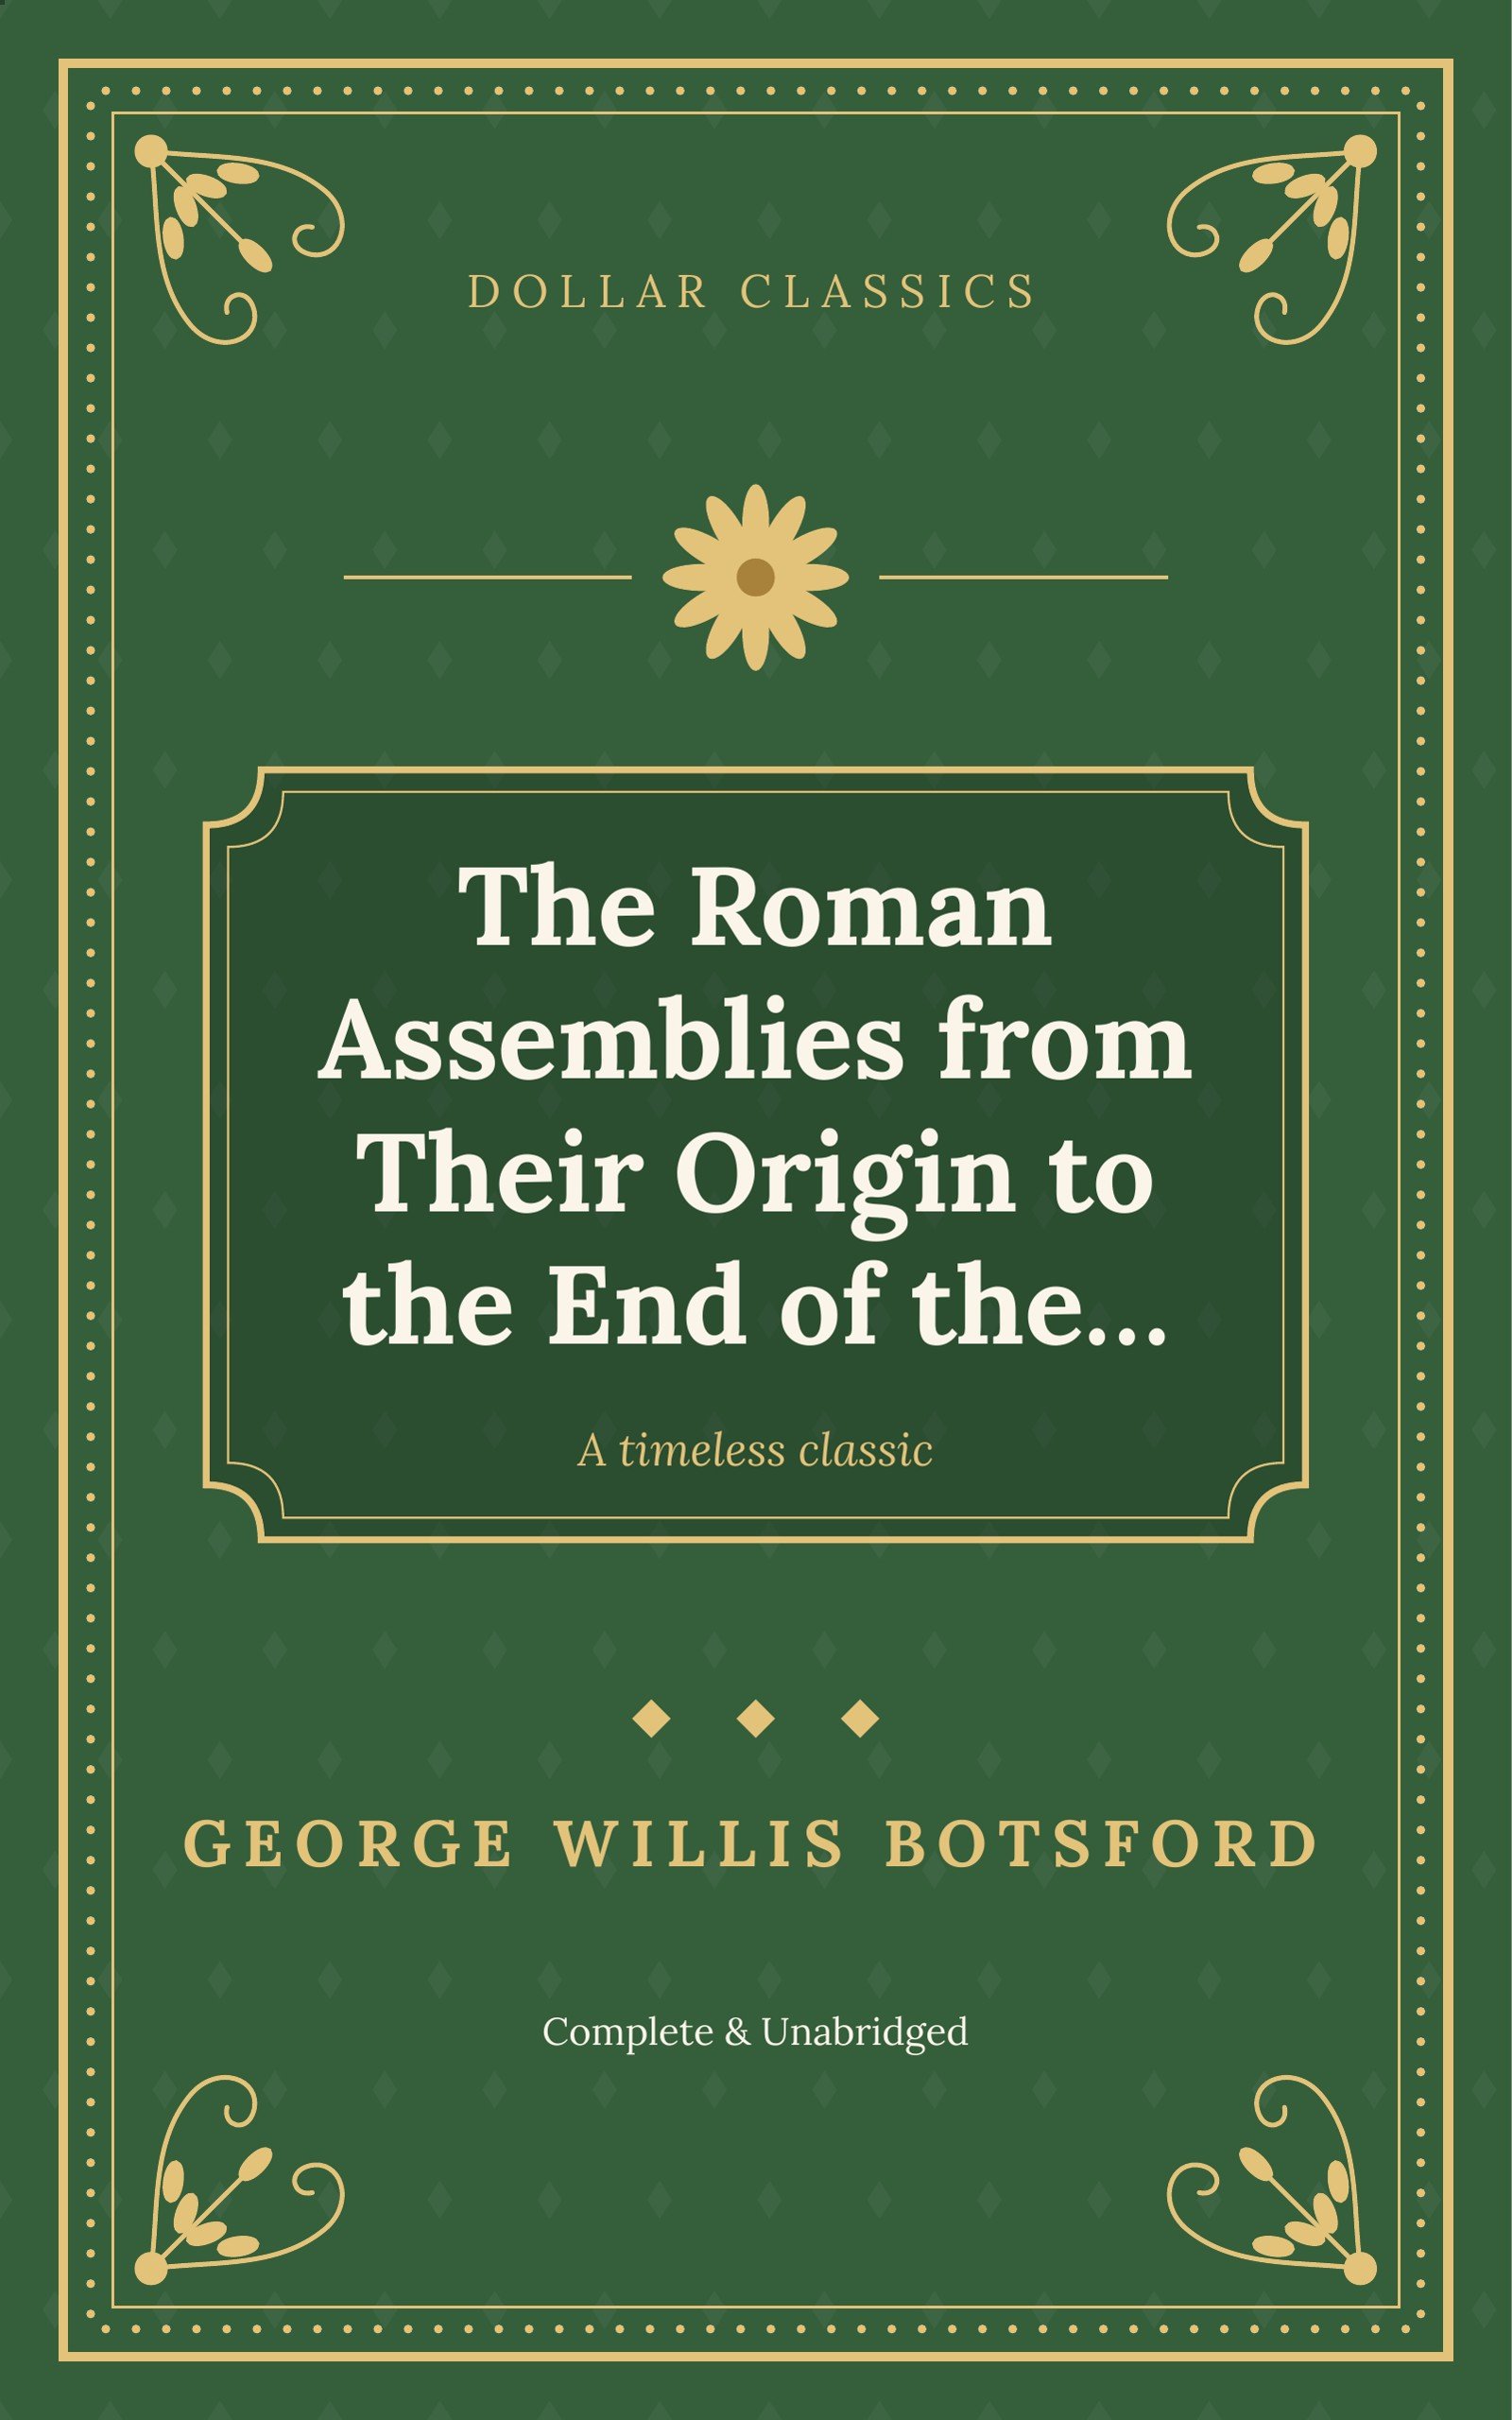 DOLLAR CLASSICS
The Roman
Assemblies from
Their Origin to
the End of the...
A timeless classic
GEORGE WILLIS BOTSFORD
Complete & Unabridged